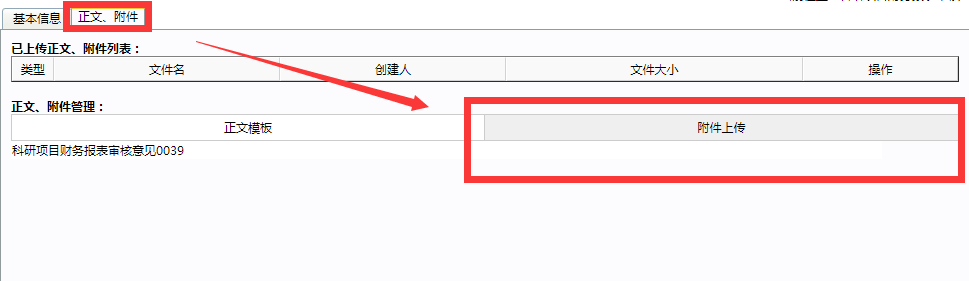 基本信息 正文、附件
已上传正文、附件列表：
类型 文件名 创建人 文件大小 操作
正文、附件管理：
正文模板 附件上传
科研项目财务报表审核意见0039